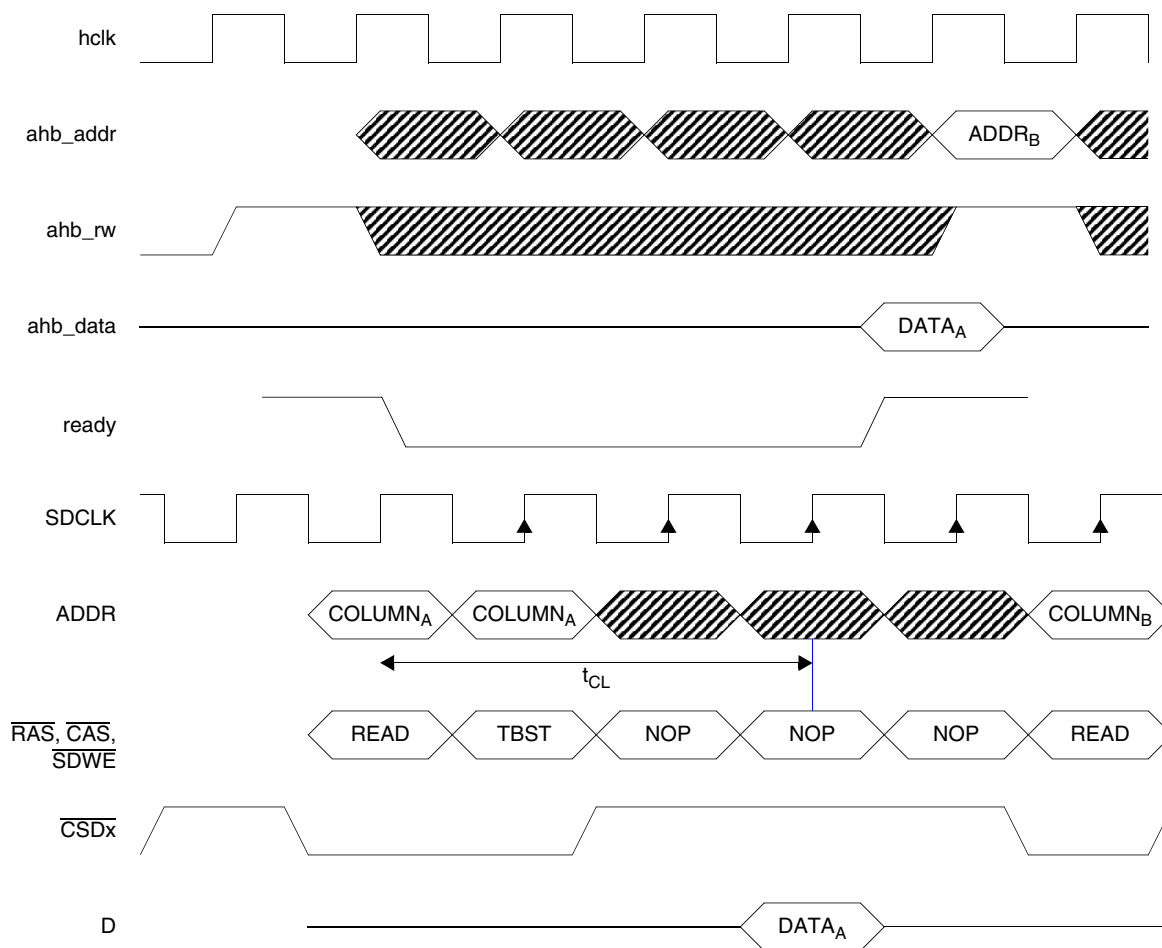 hclk
ahb_addr
ADDR_B
ahb_rw
ahb_data
DATA_A
ready
SDCLK
ADDR
COLUMN_A COLUMN_A COLUMN_B
t_CL
RAS, CAS,
SDWE
READ TBST NOP NOP NOP READ
CSDx
D
DATA_A